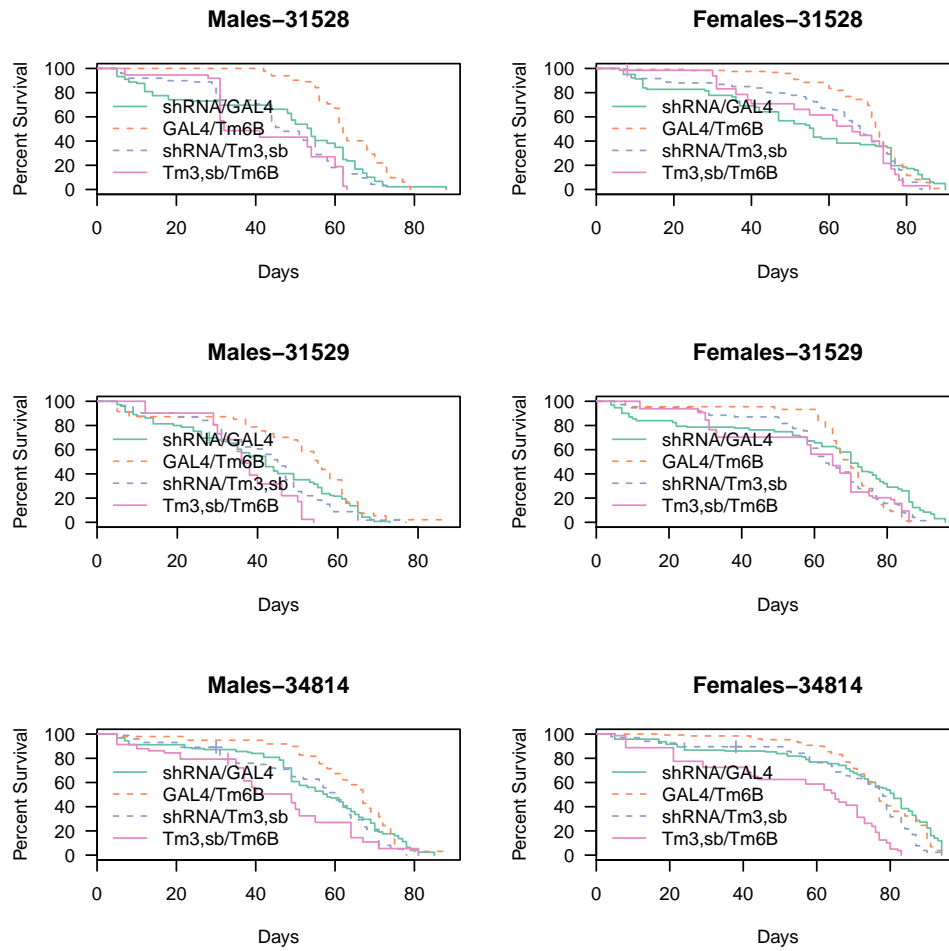 Males−31528
Percent Survival
100
80
60
40
20
0
shRNA/GAL4
GAL4/Tm6B
shRNA/Tm3,sb
Tm3,sb/Tm6B
0 20 40 60 80
Days
Females−31528
Percent Survival
100
80
60
40
20
0
shRNA/GAL4
GAL4/Tm6B
shRNA/Tm3,sb
Tm3,sb/Tm6B
0 20 40 60 80
Days
Males−31529
Percent Survival
100
80
60
40
20
0
shRNA/GAL4
GAL4/Tm6B
shRNA/Tm3,sb
Tm3,sb/Tm6B
0 20 40 60 80
Days
Females−31529
Percent Survival
100
80
60
40
20
0
shRNA/GAL4
GAL4/Tm6B
shRNA/Tm3,sb
Tm3,sb/Tm6B
0 20 40 60 80
Days
Males−34814
Percent Survival
100
80
60
40
20
0
shRNA/GAL4
GAL4/Tm6B
shRNA/Tm3,sb
Tm3,sb/Tm6B
0 20 40 60 80
Days
Females−34814
Percent Survival
100
80
60
40
20
0
shRNA/GAL4
GAL4/Tm6B
shRNA/Tm3,sb
Tm3,sb/Tm6B
0 20 40 60 80
Days